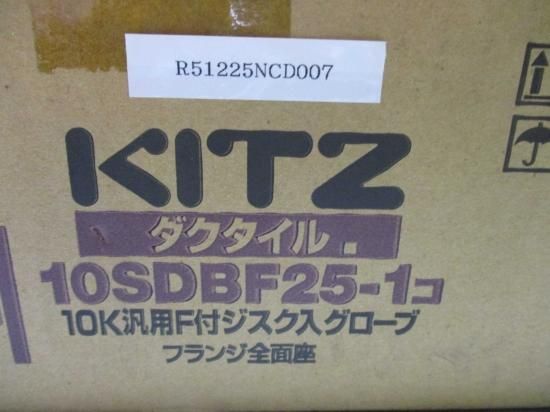 R51225NCD007
KITZ
ダクタイル
10SDBF25-1コ
10K汎用F付ジスク入グローブ
フランジ全面座